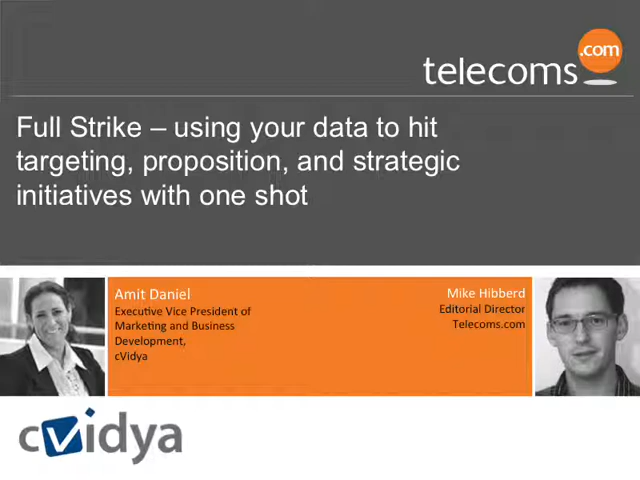 telecoms.com
Full Strike – using your data to hit
targeting, proposition, and strategic
initiatives with one shot
Amit Daniel
Executive Vice President of
Marketing and Business
Development,
cVidya
Mike Hibberd
Editorial Director
Telecoms.com
cvidya